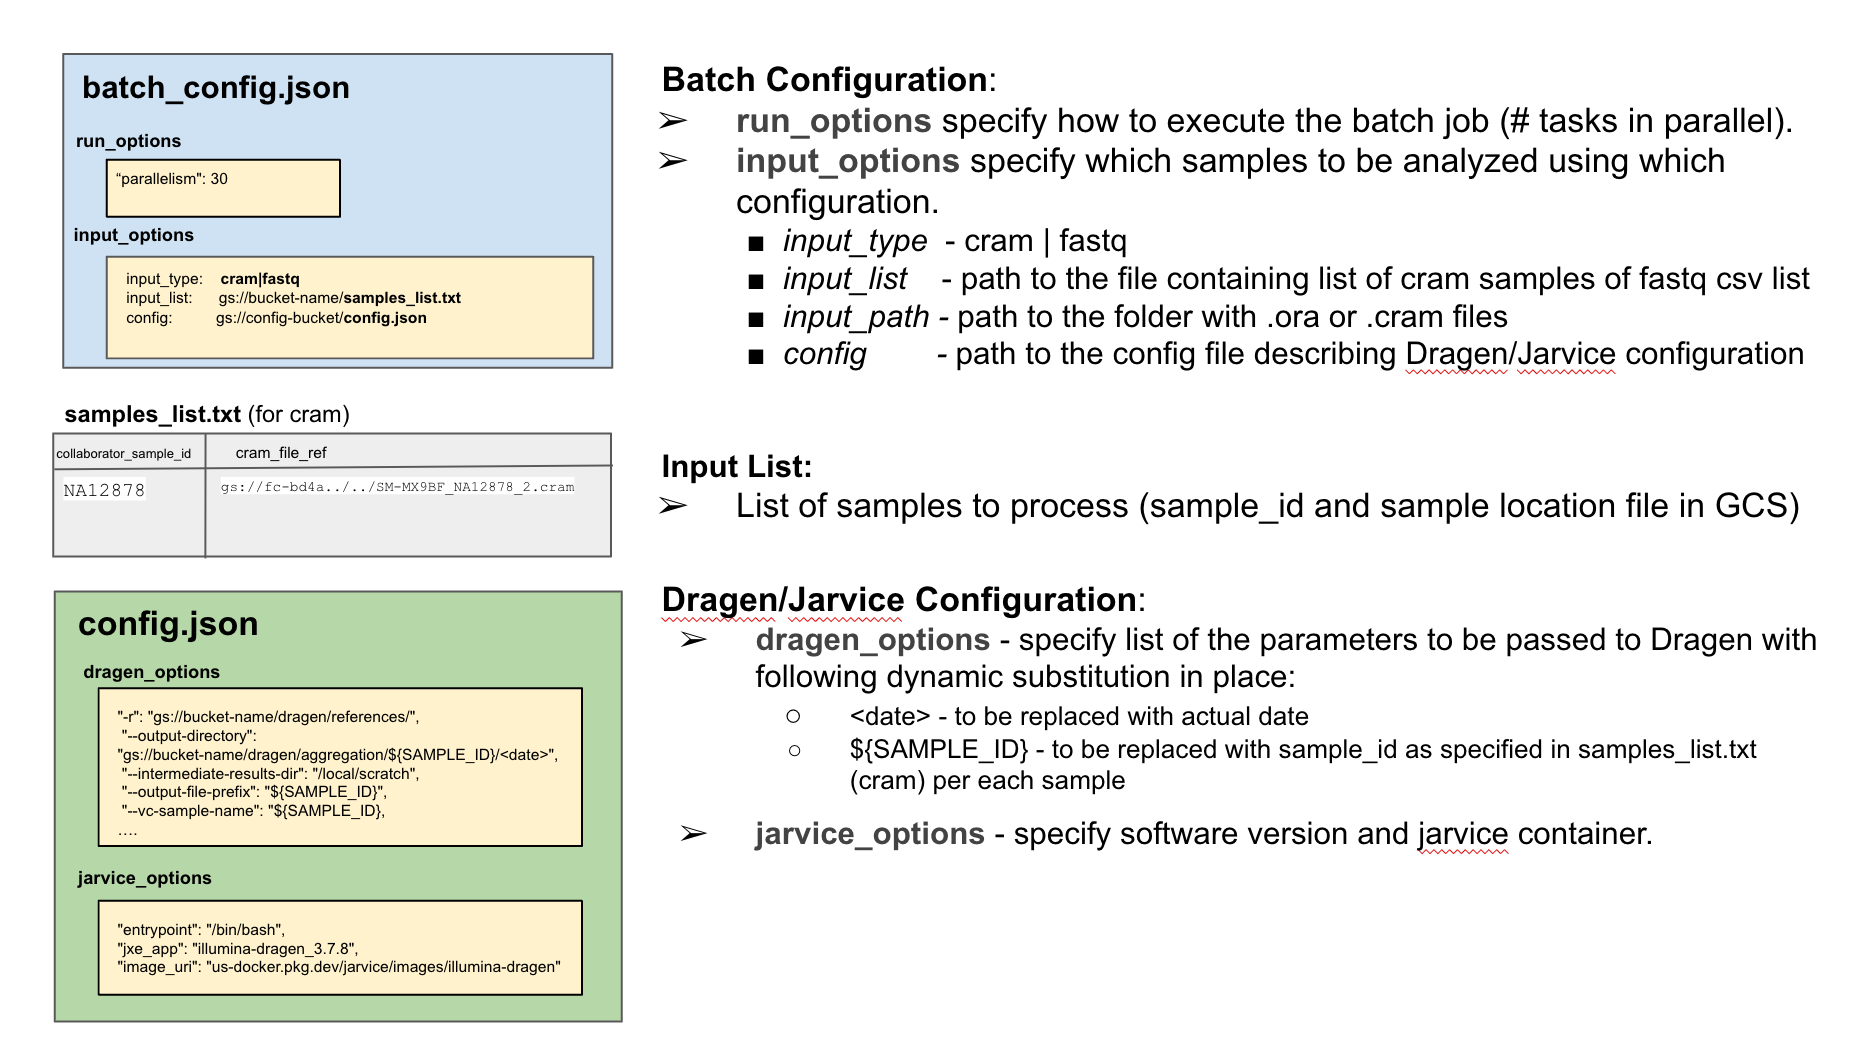 batch_config.json
run_options
“parallelism": 30
input_options
input_type: cram|fastq
input_list: gs://bucket-name/samples_list.txt
config: gs://config-bucket/config.json
samples_list.txt (for cram)
collaborator_sample_id cram_file_ref
NA12878 gs://fc-bd4a../../SM-MX9BF_NA12878_2.cram
config.json
dragen_options
"-r": "gs://bucket-name/dragen/references/",
"--output-directory":
"gs://bucket-name/dragen/aggregation/${SAMPLE_ID}/<date>",
"--intermediate-results-dir": "/local/scratch",
"--output-file-prefix": "${SAMPLE_ID}",
"--vc-sample-name": "${SAMPLE_ID},
….
jarvice_options
"entrypoint": "/bin/bash",
"jxe_app": "illumina-dragen_3.7.8",
"image_uri": "us-docker.pkg.dev/jarvice/images/illumina-dragen"
Batch Configuration:
➢ run_options specify how to execute the batch job (# tasks in parallel).
➢ input_options specify which samples to be analyzed using which
configuration.
■ input_type - cram | fastq
■ input_list - path to the file containing list of cram samples of fastq csv list
■ input_path - path to the folder with .ora or .cram files
■ config - path to the config file describing Dragen/Jarvice configuration
Input List:
➢ List of samples to process (sample_id and sample location file in GCS)
Dragen/Jarvice Configuration:
➢ dragen_options - specify list of the parameters to be passed to Dragen with
following dynamic substitution in place:
○ <date> - to be replaced with actual date
○ ${SAMPLE_ID} - to be replaced with sample_id as specified in samples_list.txt
(cram) per each sample
➢ jarvice_options - specify software version and jarvice container.